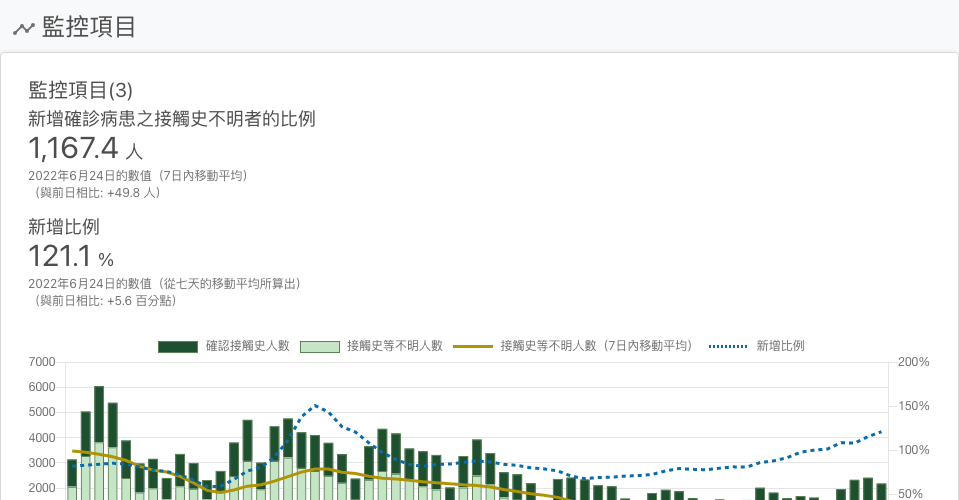 監控項目
監控項目(3)
新增確診病患之接觸史不明者的比例
1,167.4 人
2022年6月24日的數值（7日內移動平均）
（與前日相比: +49.8 人）
新增比例
121.1 %
2022年6月24日的數值（從七天的移動平均所算出）
（與前日相比: +5.6 百分點）
確認接觸史人數 接觸史等不明人數 接觸史等不明人數（7日內移動平均） 新增比例
7000 200%
6000
5000 150%
4000
3000 100%
2000 50%